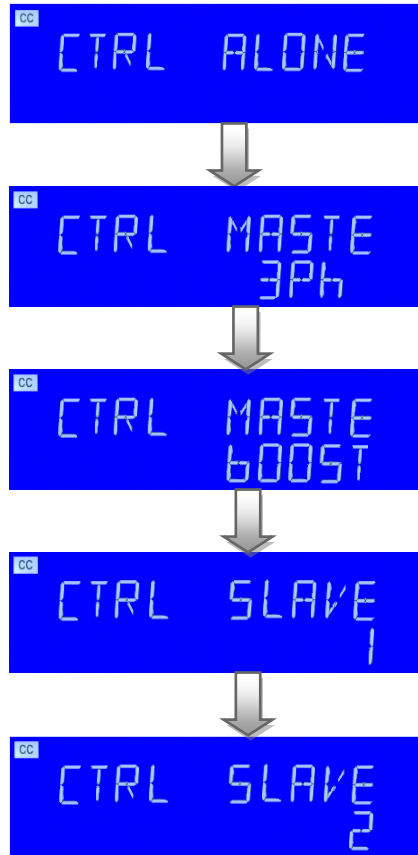 CC
CTRL ALONE
CC
CTRL MASTE
3Ph
CC
CTRL MASTE
bOOST
CC
CTRL SLAVE
1
CC
CTRL SLAVE
2